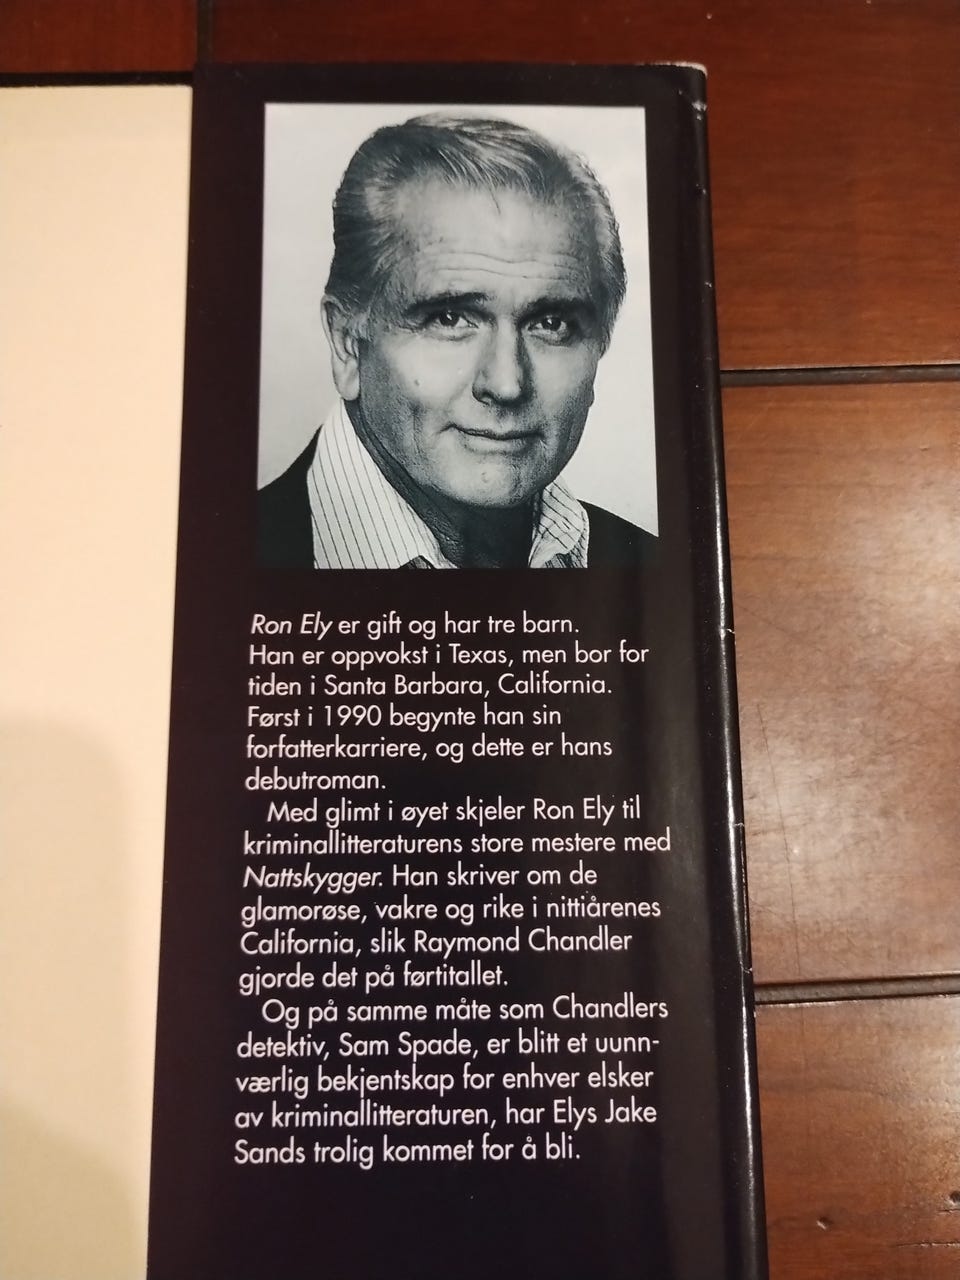 Ron Ely er gift og har tre barn.
Han er oppvokst i Texas, men bor for
tiden i Santa Barbara, California.
Først i 1990 begynte han sin
forfatterkarriere, og dette er hans
debutroman.
Med glimt i øyet skjeler Ron Ely til
kriminallitteraturens store mestere med
Nattskygger. Han skriver om de
glamorøse, vakre og rike i nittiårenes
California, slik Raymond Chandler
gjorde det på førtitallet.
Og på samme måte som Chandlers
detektiv, Sam Spade, er blitt et uunn-
værlig bekjentskap for enhver elsker
av kriminallitteraturen, har Elys Jake
Sands trolig kommet for å bli.